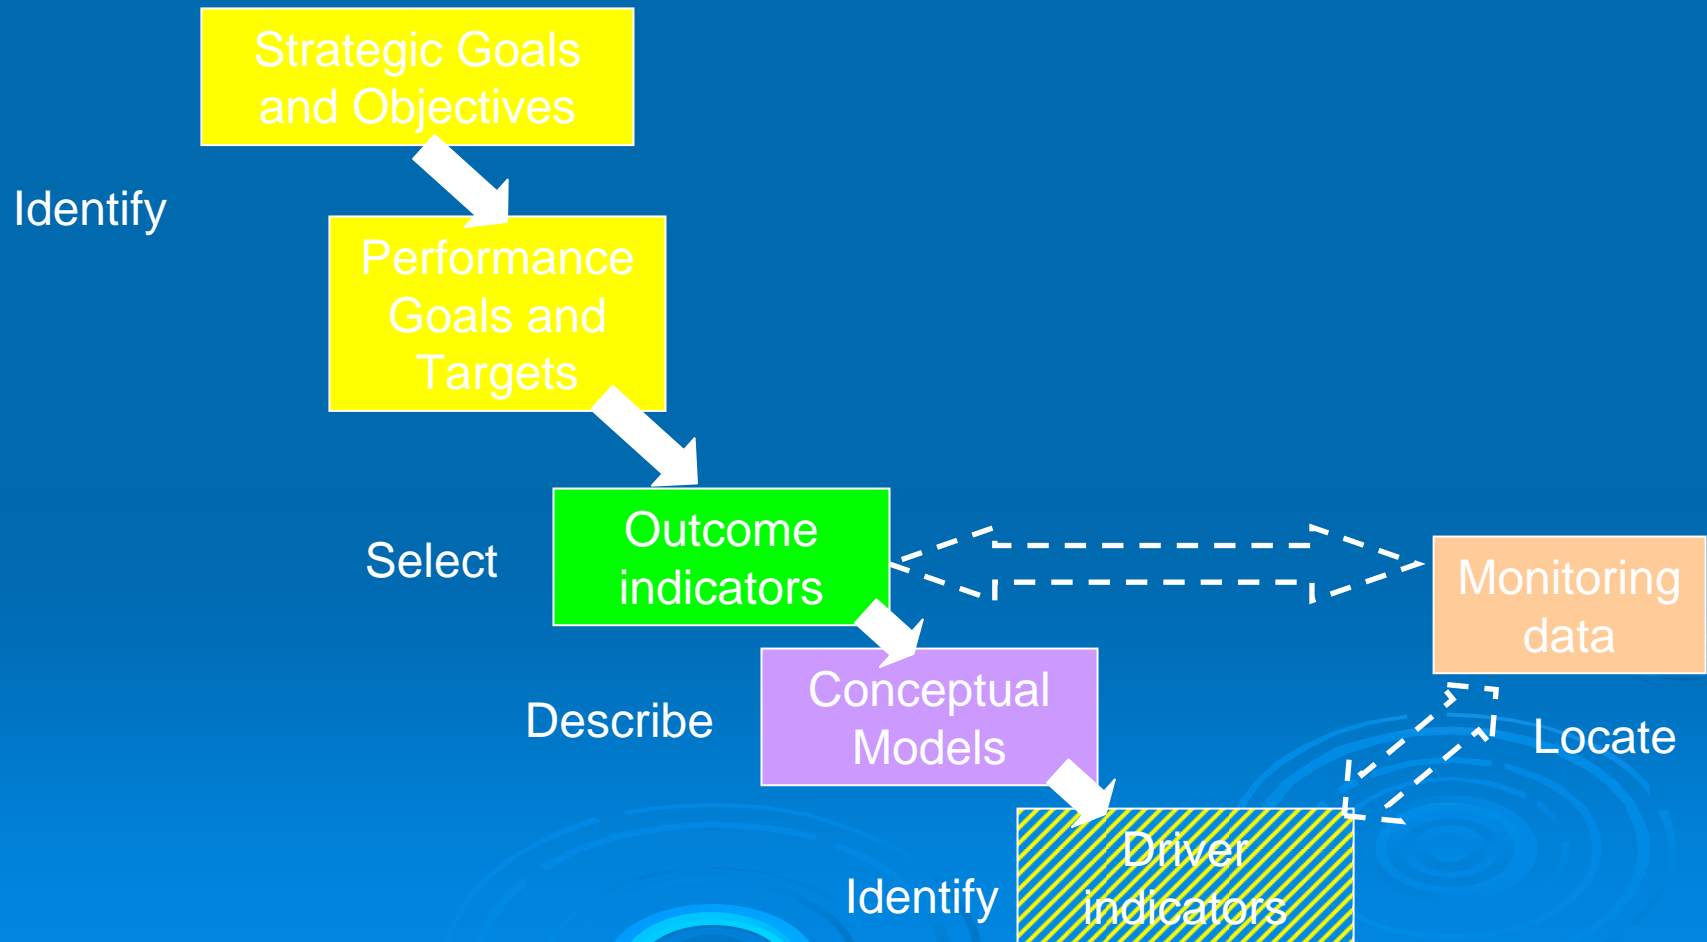 Strategic Goals
and Objectives
Identify
Performance
Goals and
Targets
Select
Outcome
indicators
Monitoring
data
Describe
Conceptual
Models
Locate
Identify
Driver
indicators